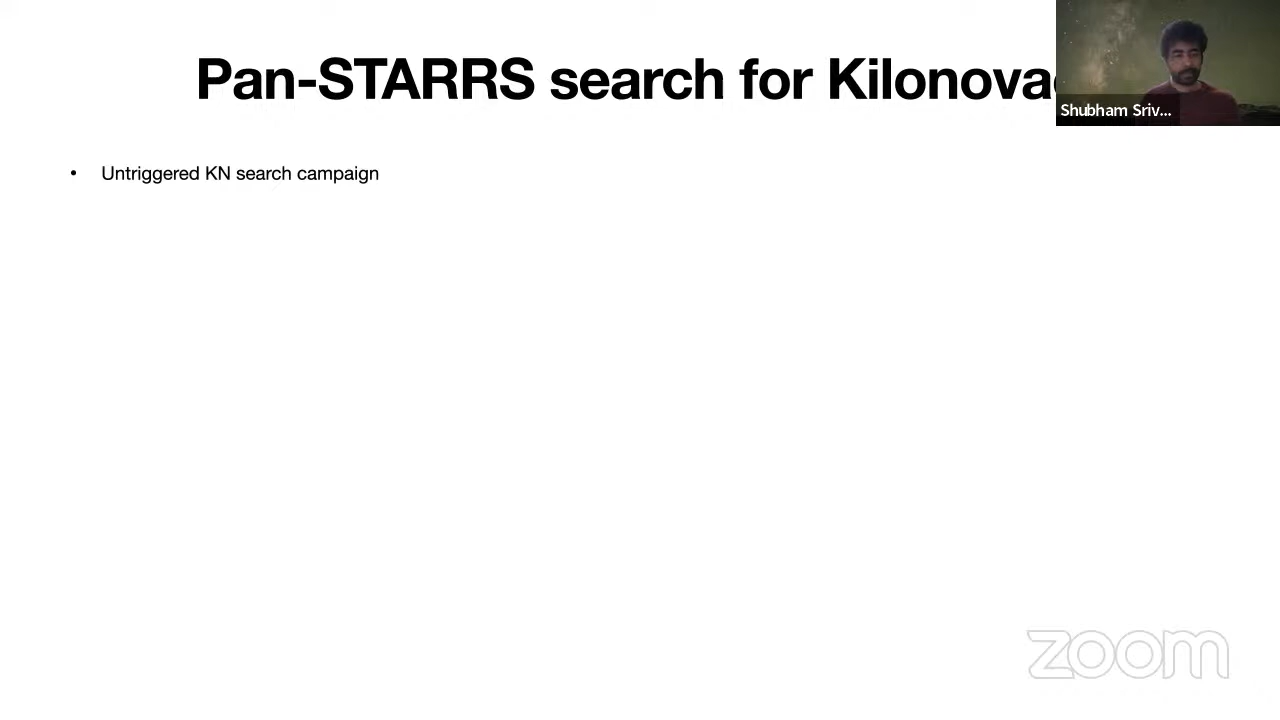 Pan-STARRS search for Kilonova
Shubham Sriv...
• Untriggered KN search campaign
zoom